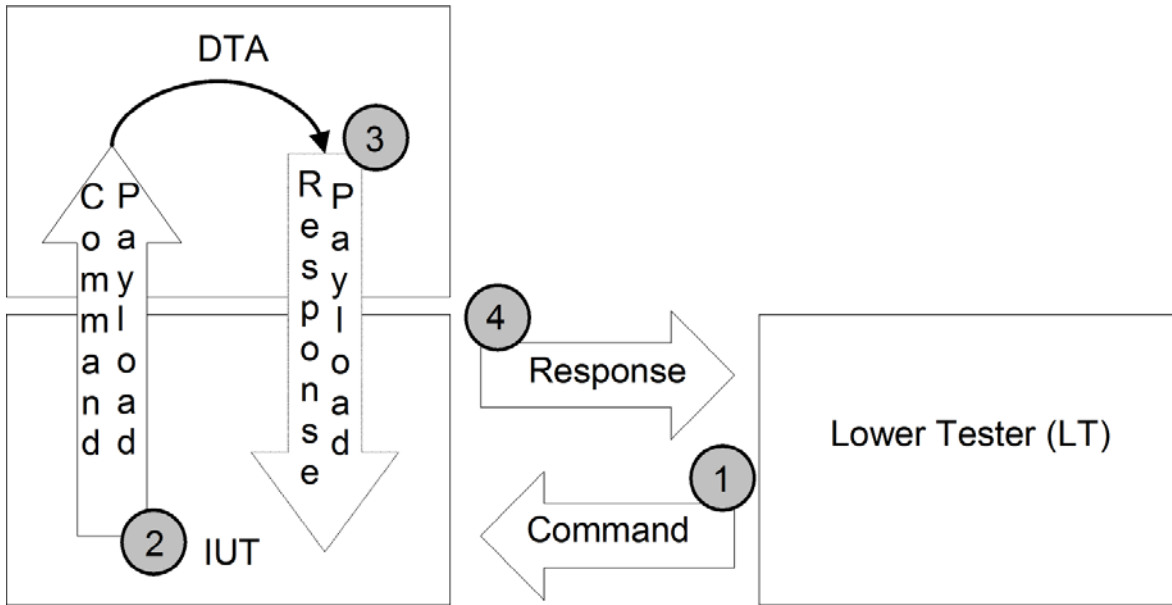 DTA
3
Command
Payload
Response
Payload
4
Response
Lower Tester (LT)
1
Command
2
IUT